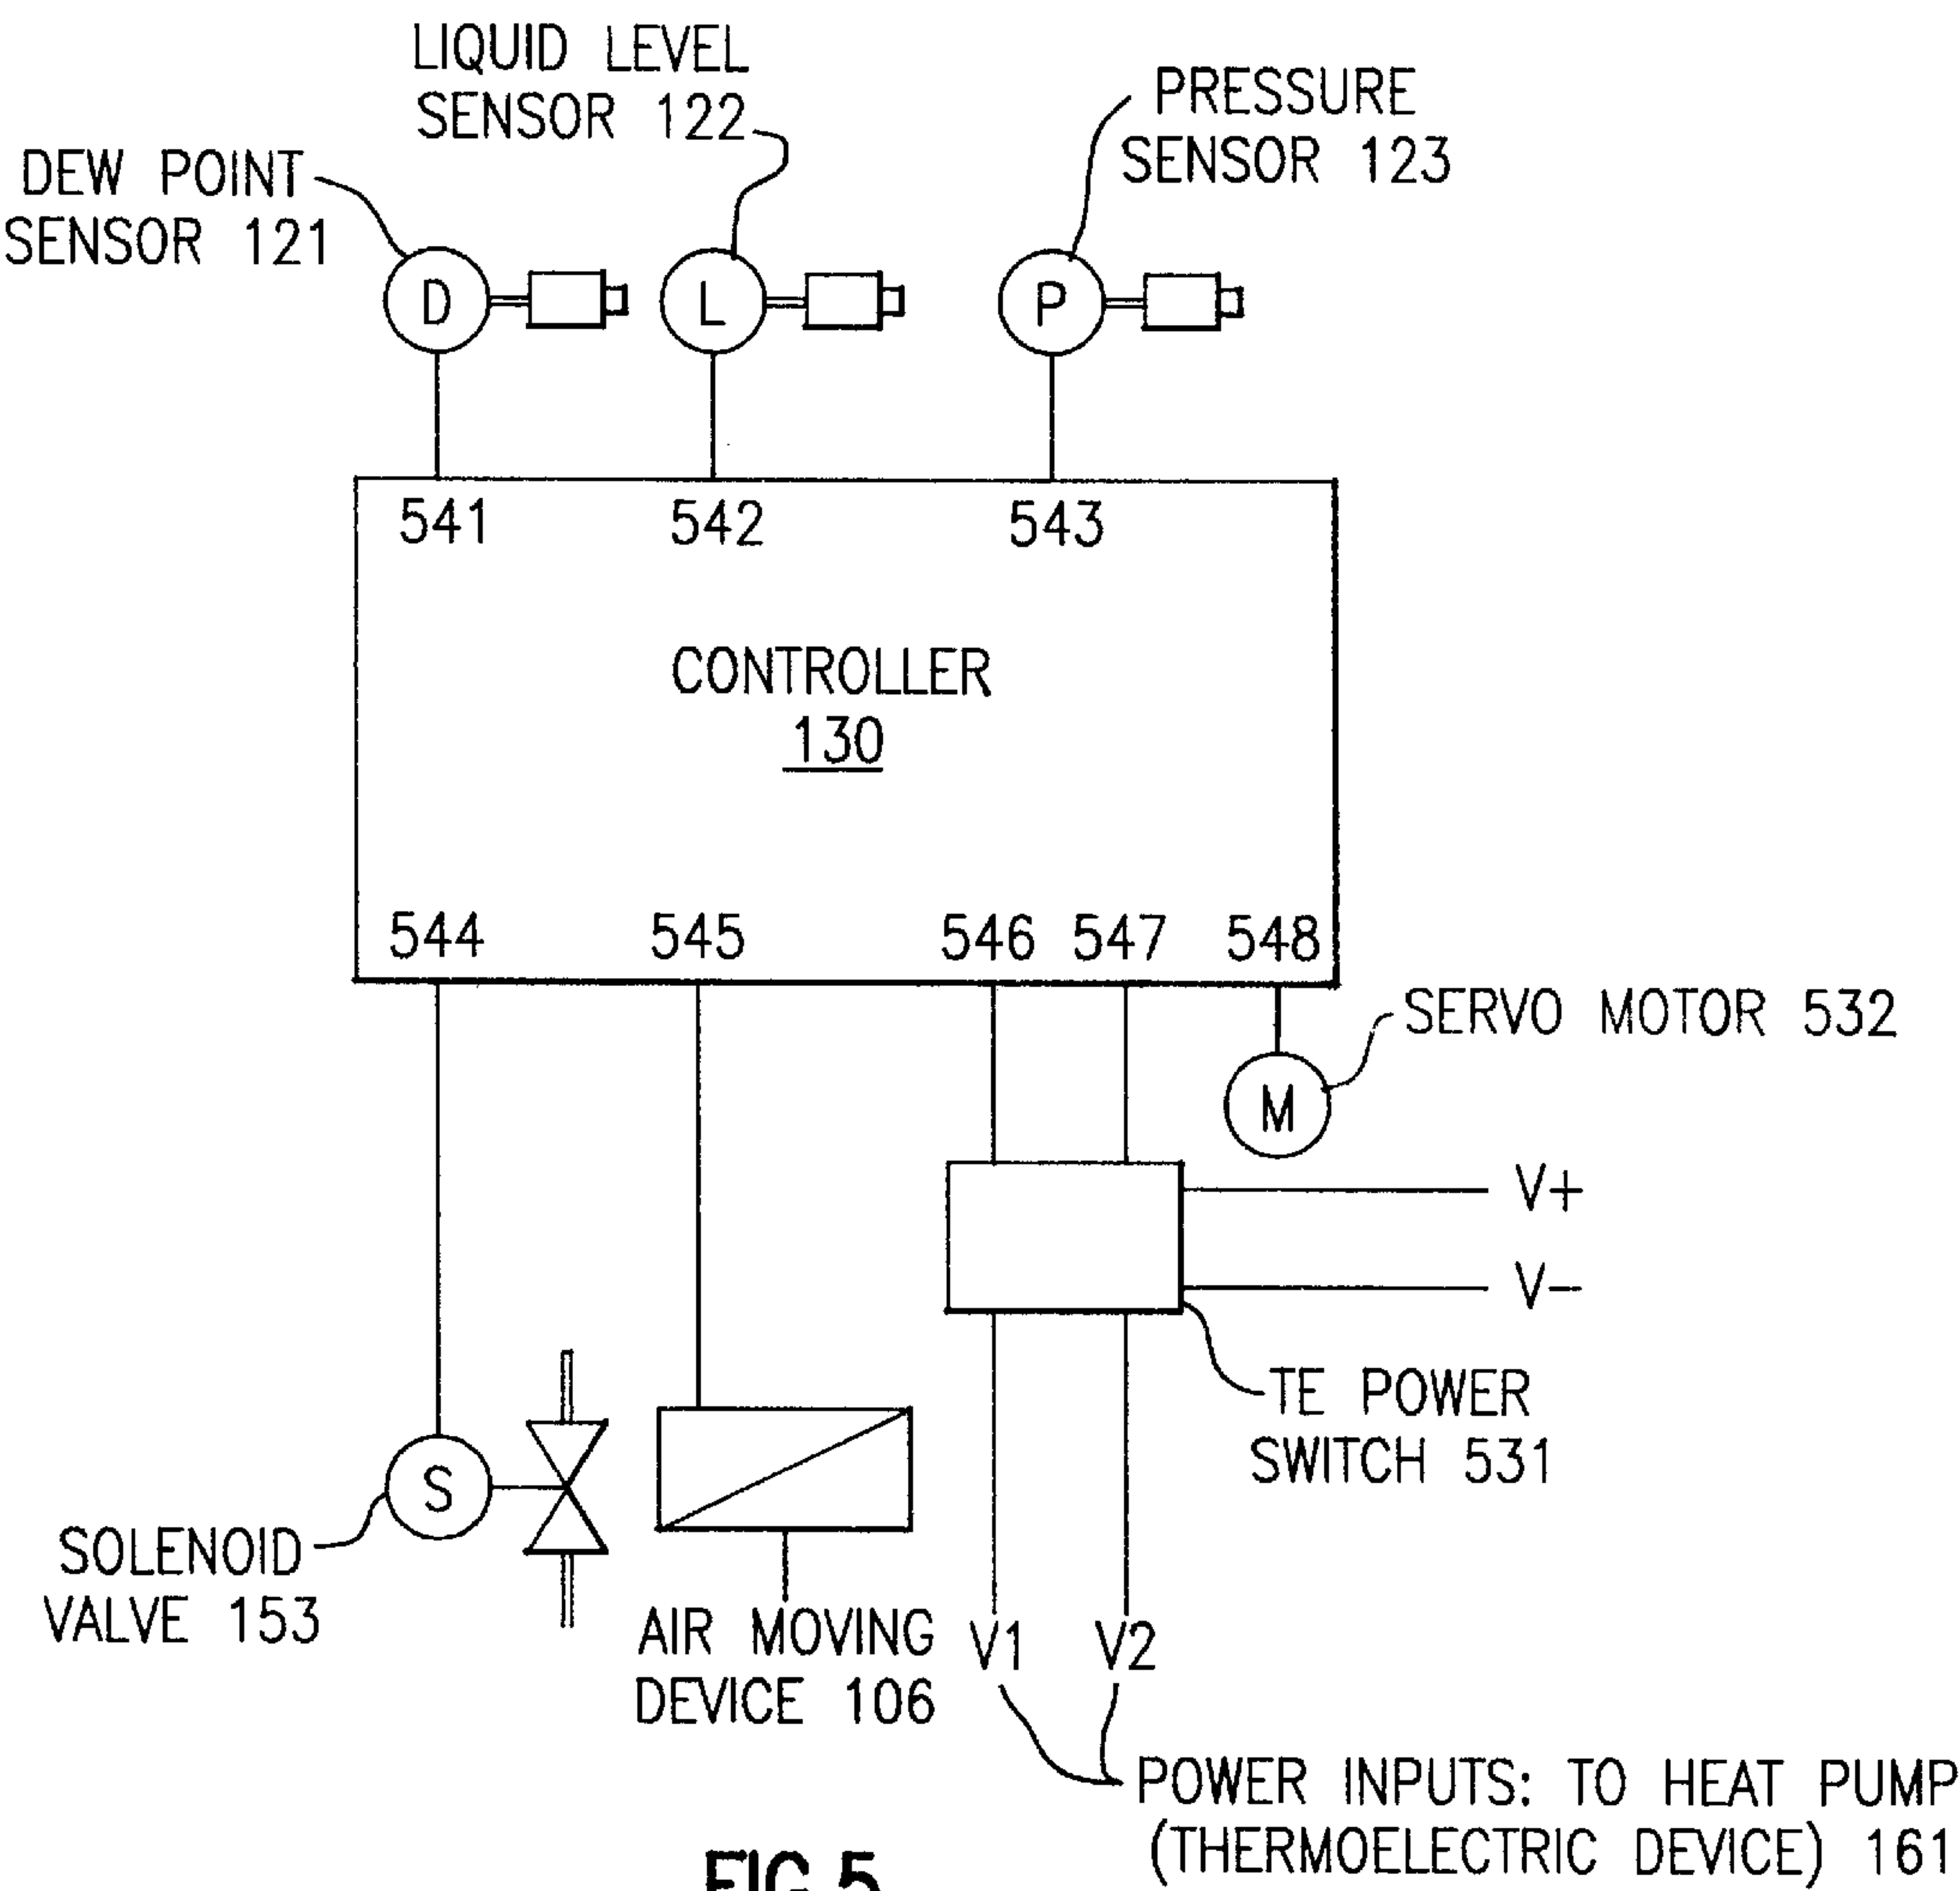 LIQUID LEVEL
SENSOR 122
PRESSURE
SENSOR 123
DEW POINT
SENSOR 121
D
L
P
541
542
543
CONTROLLER
130
544
545
546
547
548
SERVO MOTOR 532
M
V+
V-
TE POWER
SWITCH 531
S
SOLENOID
VALVE 153
AIR MOVING
DEVICE 106
V1
V2
POWER INPUTS: TO HEAT PUMP
(THERMOELECTRIC DEVICE) 161
FIG.5